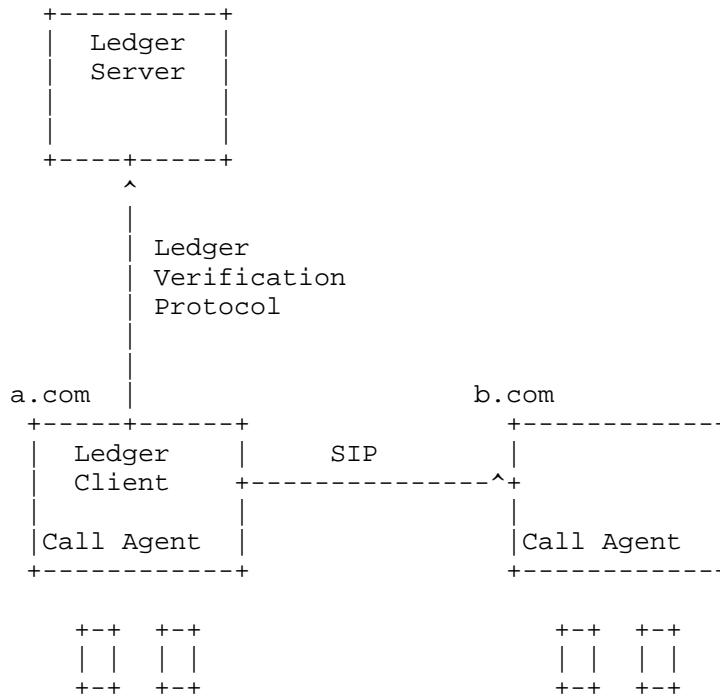 Ledger
Server
Ledger
Verification
Protocol
a.com
b.com
Ledger
Client
SIP
Call Agent
Call Agent